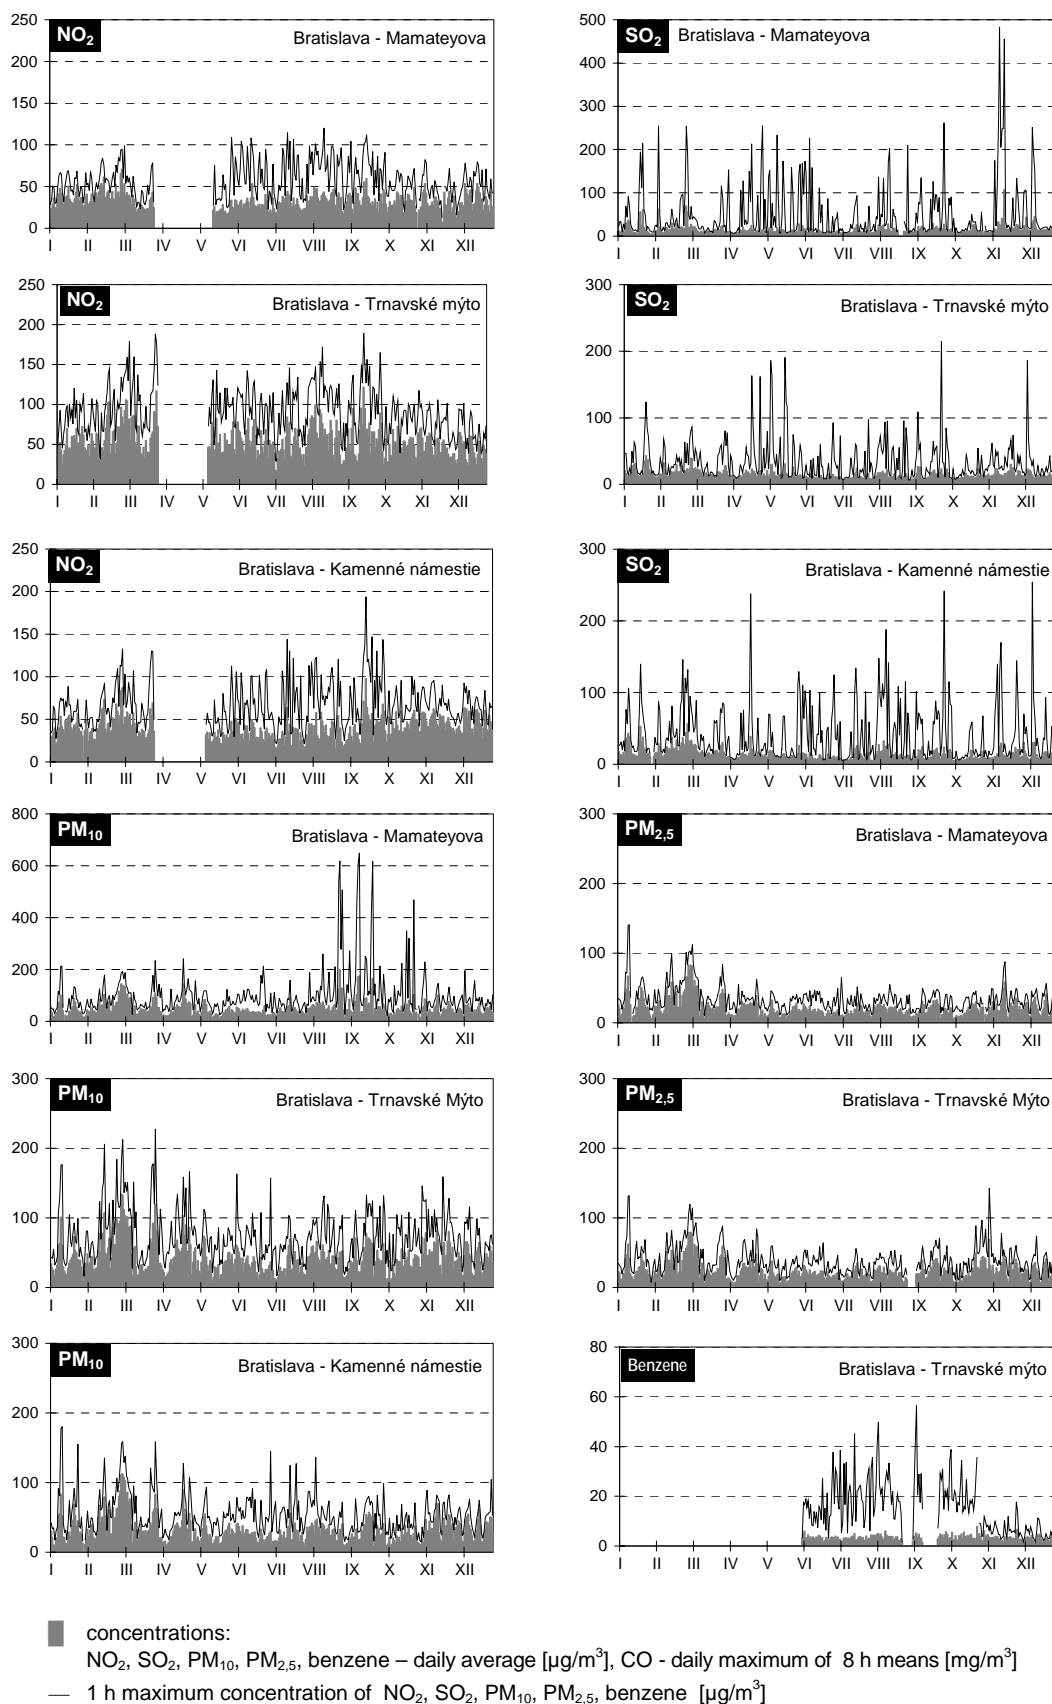 NO2 Bratislava - Mamateyova
250
200
150
100
50
0
I II III IV V VI VII VIII IX X XI XII
SO2 Bratislava - Mamateyova
500
400
300
200
100
0
I II III IV V VI VII VIII IX X XI XII
NO2 Bratislava - Trnavské mýto
250
200
150
100
50
0
I II III IV V VI VII VIII IX X XI XII
SO2 Bratislava - Trnavské mýto
300
200
100
0
I II III IV V VI VII VIII IX X XI XII
NO2 Bratislava - Kamenné námestie
250
200
150
100
50
0
I II III IV V VI VII VIII IX X XI XII
SO2 Bratislava - Kamenné námestie
300
200
100
0
I II III IV V VI VII VIII IX X XI XII
PM10 Bratislava - Mamateyova
800
600
400
200
0
I II III IV V VI VII VIII IX X XI XII
PM2,5 Bratislava - Mamateyova
300
200
100
0
I II III IV V VI VII VIII IX X XI XII
PM10 Bratislava - Trnavské Mýto
300
200
100
0
I II III IV V VI VII VIII IX X XI XII
PM2,5 Bratislava - Trnavské Mýto
300
200
100
0
I II III IV V VI VII VIII IX X XI XII
PM10 Bratislava - Kamenné námestie
300
200
100
0
I II III IV V VI VII VIII IX X XI XII
Benzene Bratislava - Trnavské mýto
80
60
40
20
0
I II III IV V VI VII VIII IX X XI XII
concentrations:
NO2, SO2, PM10, PM2,5, benzene – daily average [µg/m³], CO - daily maximum of 8 h means [mg/m³]
1 h maximum concentration of NO2, SO2, PM10, PM2,5, benzene [µg/m³]